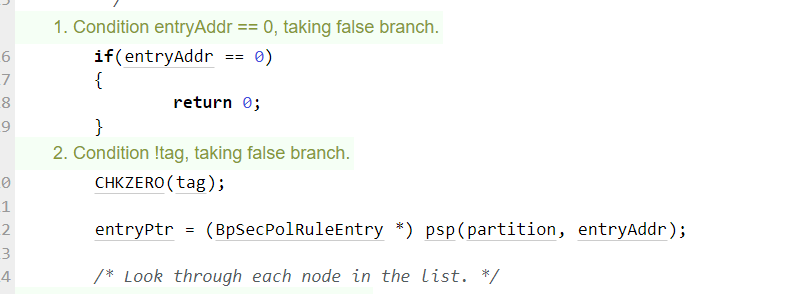 1. Condition entryAddr == 0, taking false branch.
6 if(entryAddr == 0)
7 {
8 return 0;
9 }
2. Condition !tag, taking false branch.
0 CHKZERO(tag);
1
2 entryPtr = (BpSecPolRuleEntry *) psp(partition, entryAddr);
3
4 /* Look through each node in the list. */